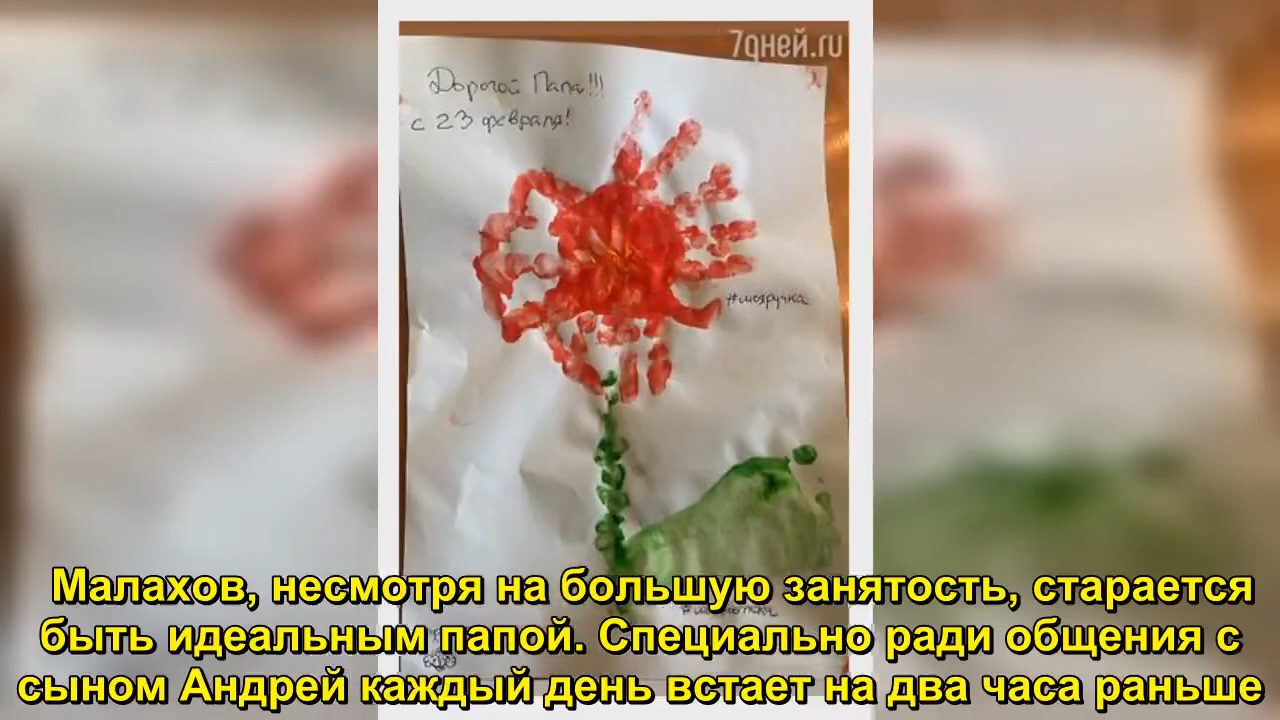 7дней.ru
Дорогой Папа!!!
с 23 февраля!
#мояручка
Малахов, несмотря на большую занятость, старается
быть идеальным папой. Специально ради общения с
сыном Андрей каждый день встает на два часа раньше